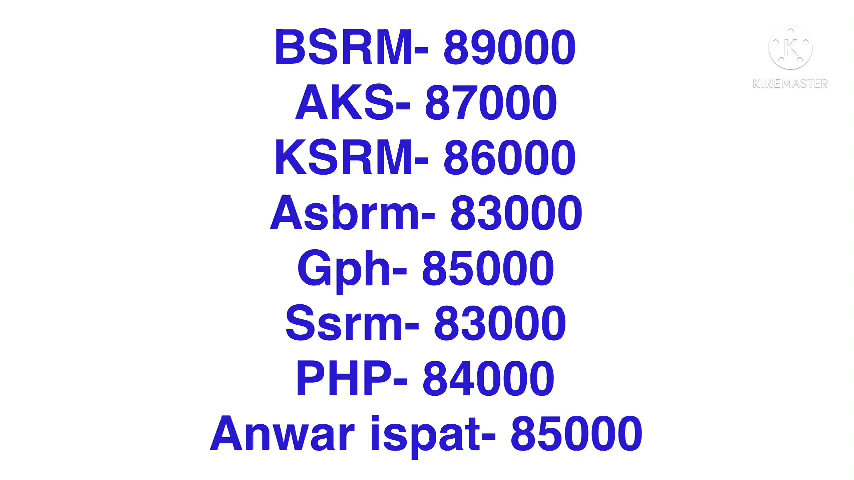 BSRM- 89000
AKS- 87000
KSRM- 86000
Asbrm- 83000
Gph- 85000
Ssrm- 83000
PHP- 84000
Anwar ispat- 85000
K
KINEMASTER